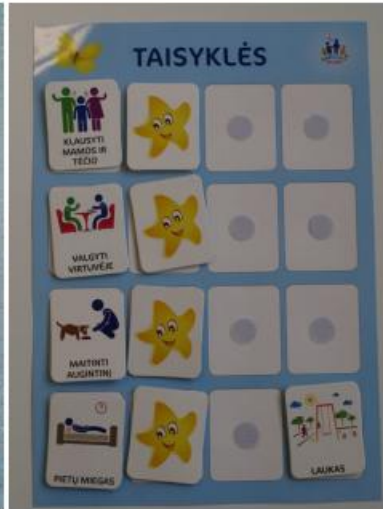 TAISYKLĖS
KLAUSYTI
MAMOS IR
TĖČIO
VALGYTI
VIRTUVĖJE
MAITINTI
AUGINTINĮ
PIETŲ MIEGAS
LAUKAS